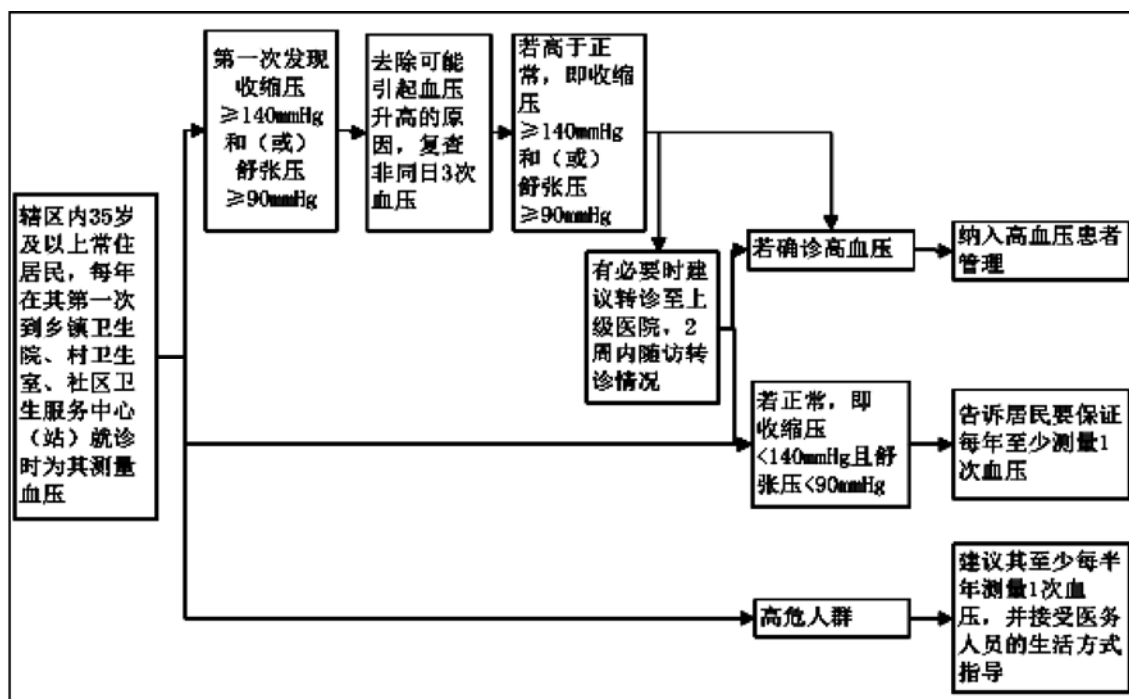 辖区内35岁
及以上常住
居民，每年
在其第一次
到乡镇卫生
院、村卫生
室、社区卫
生服务中心
（站）就诊
时为其测量
血压
第一次发现
收缩压
≥140mmHg
和（或）
舒张压
≥90mmHg
去除可能
引起血压
升高的原
因，复查
非同日3次
血压
若高于正
常，即收缩
压
≥140mmHg
和（或）
舒张压
≥90mmHg
有必要时建
议转诊至上
级医院，2
周内随访转
诊情况
若确诊高血压
纳入高血压患者
管理
若正常，即
收缩压
<140mmHg且舒
张压<90mmHg
告诉居民要保证
每年至少测量1
次血压
高危人群
建议其至少每半
年测量1次血
压，并接受医务
人员的生活方式
指导